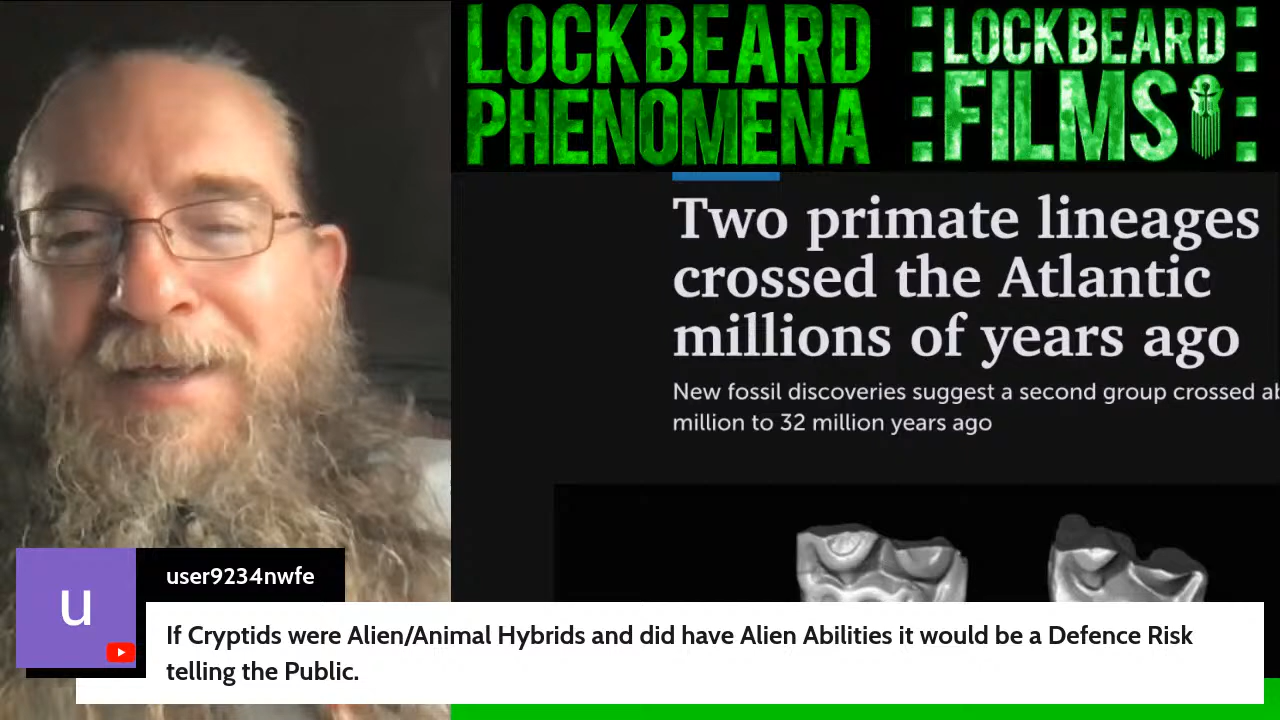 LOCKBEARD
PHENOMENA
LOCKBEARD
FILMS
Two primate lineages
crossed the Atlantic
millions of years ago
New fossil discoveries suggest a second group crossed
million to 32 million years ago
u
user9234nwfe
If Cryptids were Alien/Animal Hybrids and did have Alien Abilities it would be a Defence Risk
telling the Public.